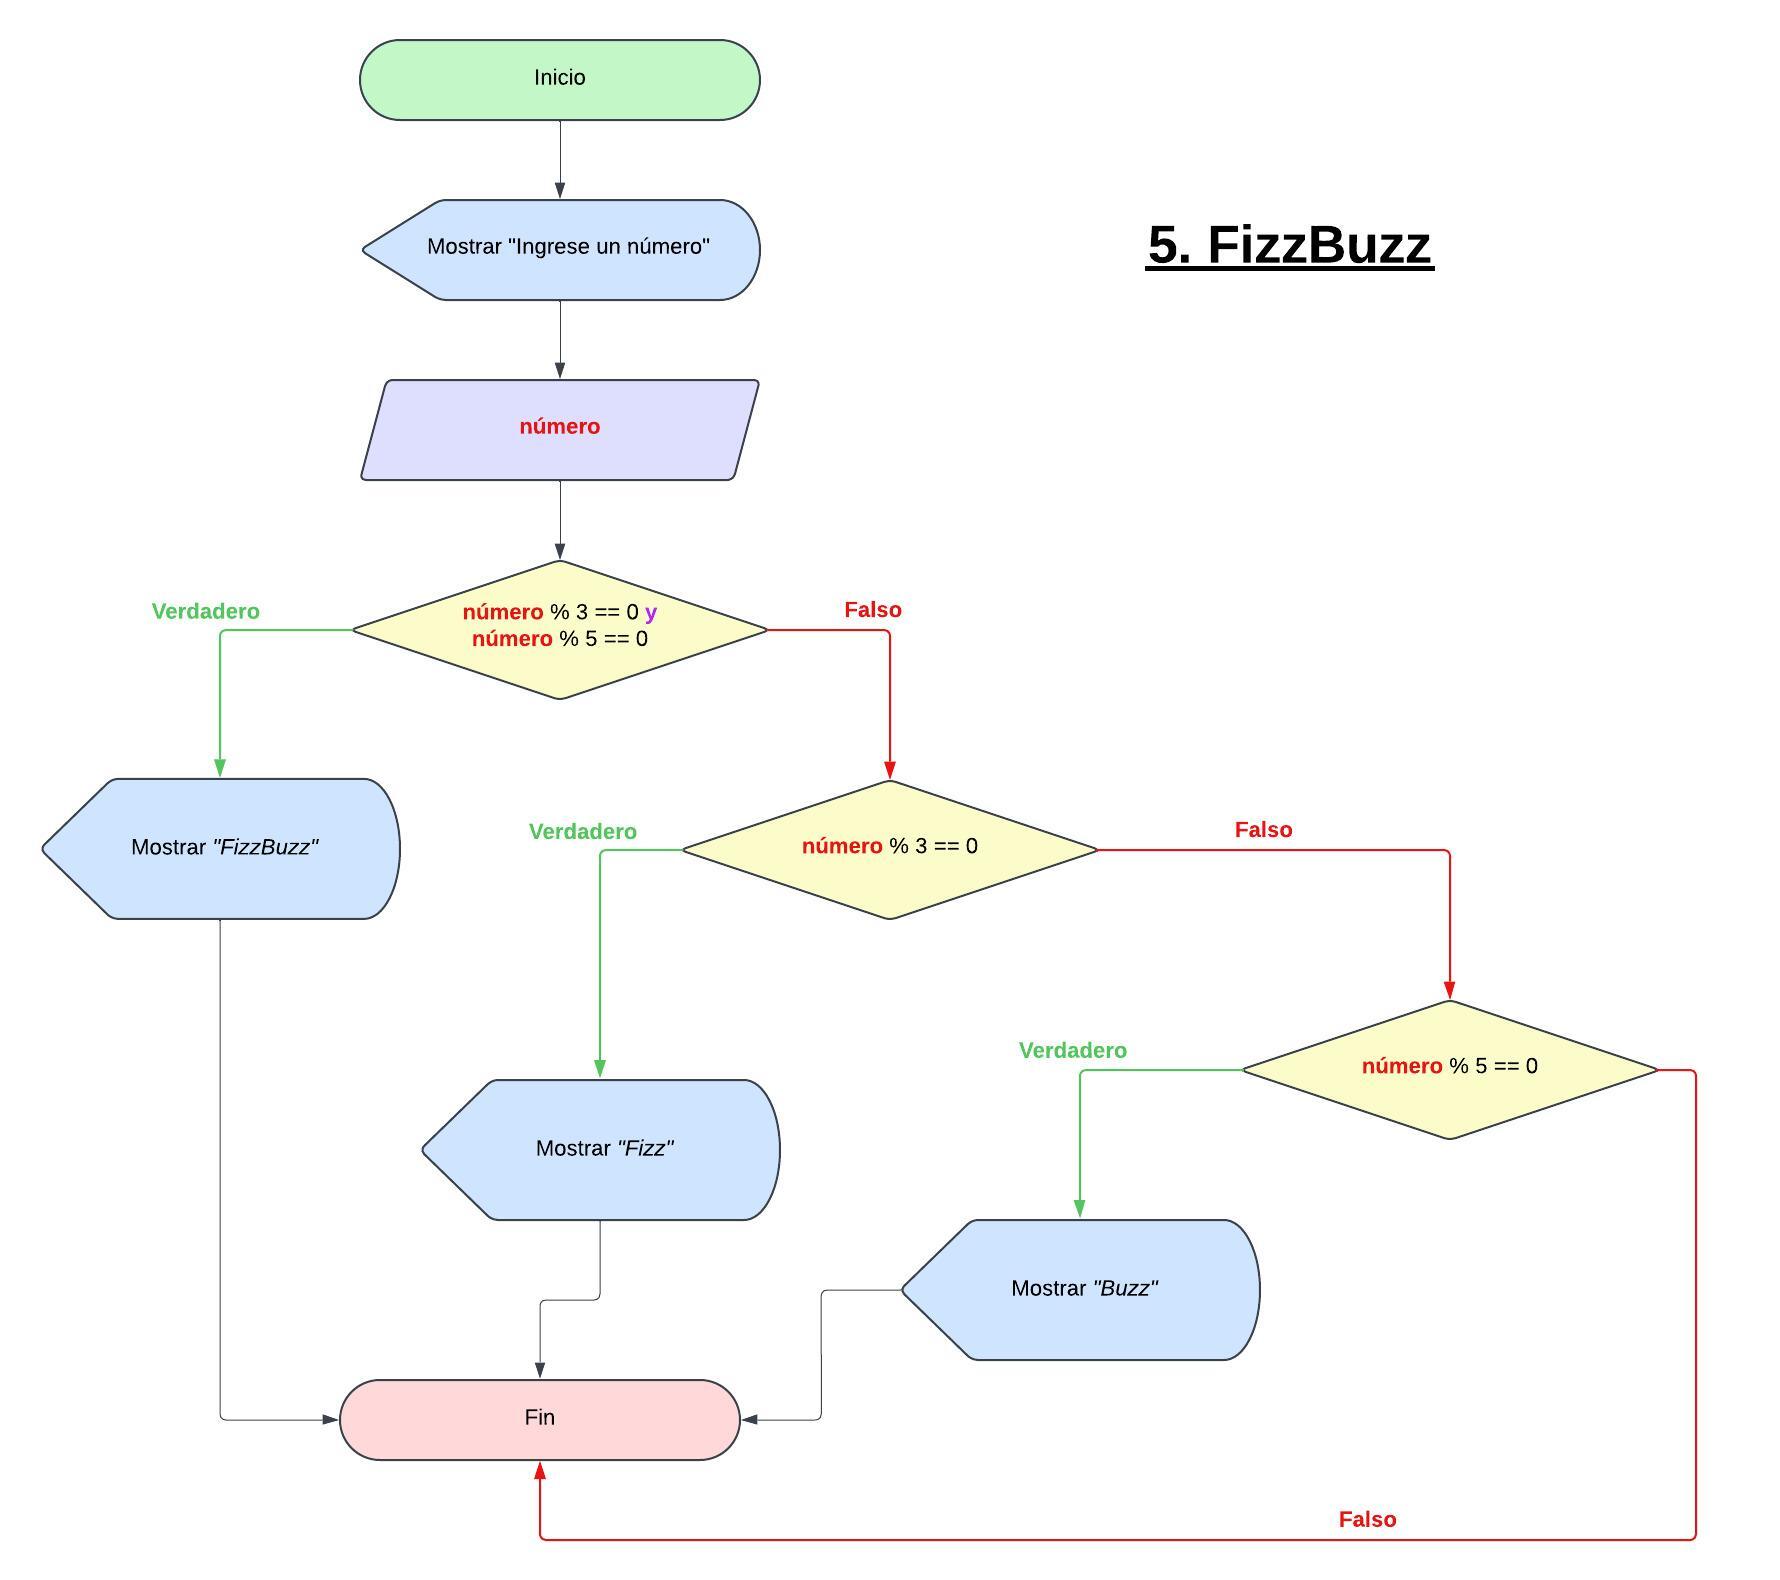 Inicio
Mostrar "Ingrese un número"
5. FizzBuzz
número
número % 3 == 0 y
número % 5 == 0
Verdadero
Falso
Mostrar "FizzBuzz"
número % 3 == 0
Verdadero
Falso
Mostrar "Fizz"
número % 5 == 0
Verdadero
Mostrar "Buzz"
Fin
Falso